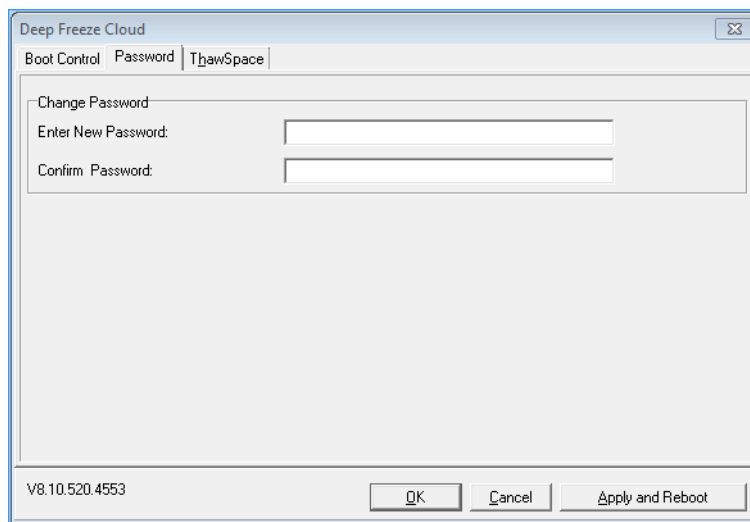 Deep Freeze Cloud
Boot Control Password ThawSpace
Change Password
Enter New Password:
Confirm Password:
V8.10.520.4553
OK Cancel Apply and Reboot